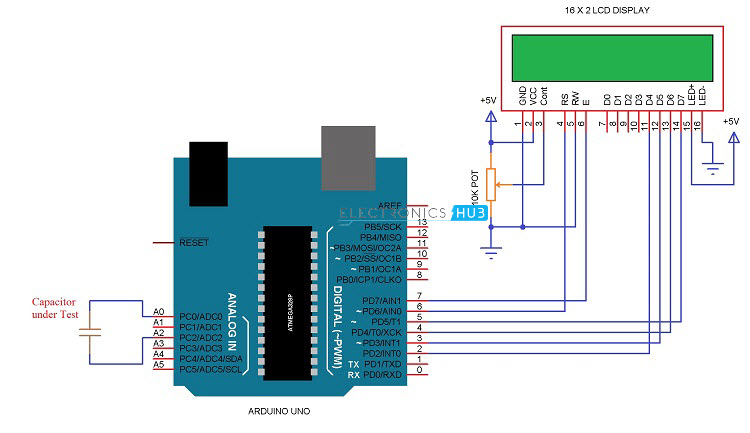 16 X 2 LCD DISPLAY
GND
VCC
Cont
RS
RW
E
D0
D1
D2
D3
D4
D5
D6
D7
LED+
LED-
1
2
3
4
5
6
7
8
9
10
11
12
13
14
15
16
+5V
+5V
10K POT
ELECTRONICS HUB
RESET
AREF
PB5/SCK 13
PB4/MISO 12
~PB3/MOSI/OC2A 11
~ PB2/SS/OC1B 10
~ PB1/OC1A 9
PB0/ICP1/CLKO 8
PD7/AIN1 7
~PD6/AIN0 6
~ PD5/T1 5
PD4/T0/XCK 4
~ PD3/INT1 3
PD2/INT0 2
TX PD1/TXD 1
RX PD0/RXD 0
DIGITAL (~PWM)
ATMEGA328P
ANALOG IN
A0 PC0/ADC0
A1 PC1/ADC1
A2 PC2/ADC2
A3 PC3/ADC3
A4 PC4/ADC4/SDA
A5 PC5/ADC5/SCL
Capacitor
under Test
ARDUINO UNO